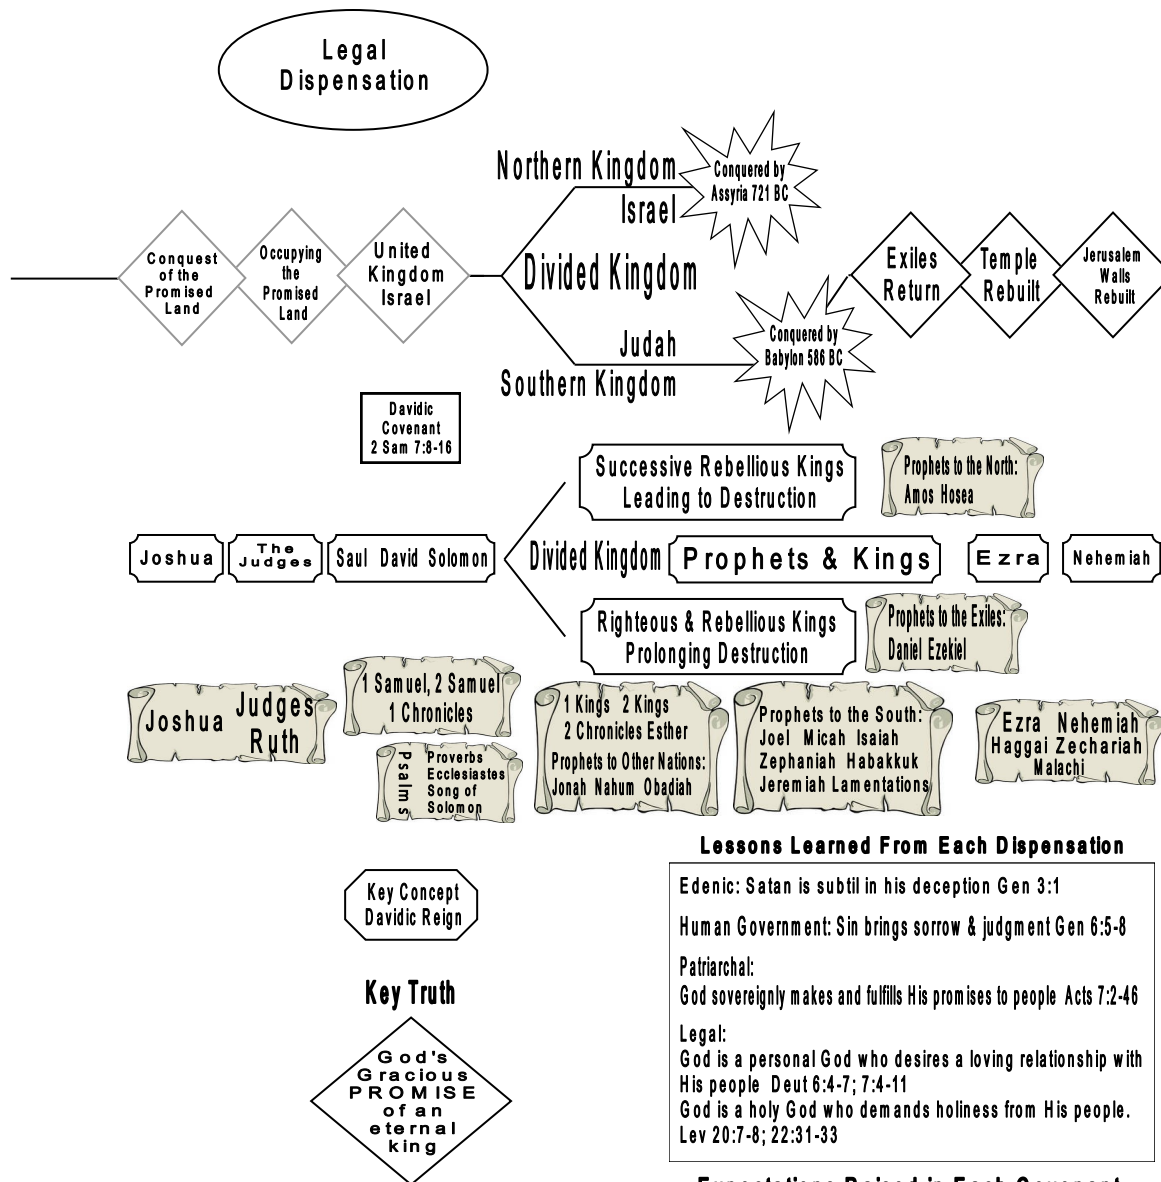 Legal
Dispensation
Northern Kingdom
Israel
Conquered by
Assyria 721 BC
Conquest
of the
Promised
Land
Occupying
the
Promised
Land
United
Kingdom
Israel
Divided Kingdom
Judah
Southern Kingdom
Conquered by
Babylon 586 BC
Exiles
Return
Temple
Rebuilt
Jerusalem
Walls
Rebuilt
Davidic
Covenant
2 Sam 7:8-16
Successive Rebellious Kings
Leading to Destruction
Prophets to the North:
Amos Hosea
Joshua
The
Judges
Saul David Solomon
Divided Kingdom
Prophets & Kings
Ezra
Nehemiah
Righteous & Rebellious Kings
Prolonging Destruction
Prophets to the Exiles:
Daniel Ezekiel
Joshua
Judges
Ruth
1 Samuel, 2 Samuel
1 Chronicles
Psalms
Proverbs
Ecclesiastes
Song of
Solomon
1 Kings 2 Kings
2 Chronicles Esther
Prophets to Other Nations:
Jonah Nahum Obadiah
Prophets to the South:
Joel Micah Isaiah
Zephaniah Habakkuk
Jeremiah Lamentations
Ezra Nehemiah
Haggai Zechariah
Malachi
Key Concept
Davidic Reign
Key Truth
God's
Gracious
PROMISE
of an
eternal
king
Lessons Learned From Each Dispensation
Edenic: Satan is subtil in his deception Gen 3:1
Human Government: Sin brings sorrow & judgment Gen 6:5-8
Patriarchal:
God sovereignly makes and fulfills His promises to people Acts 7:2-46
Legal:
God is a personal God who desires a loving relationship with
His people Deut 6:4-7; 7:4-11
God is a holy God who demands holiness from His people.
Lev 20:7-8; 22:31-33
Expectations Raised in Each Covenant